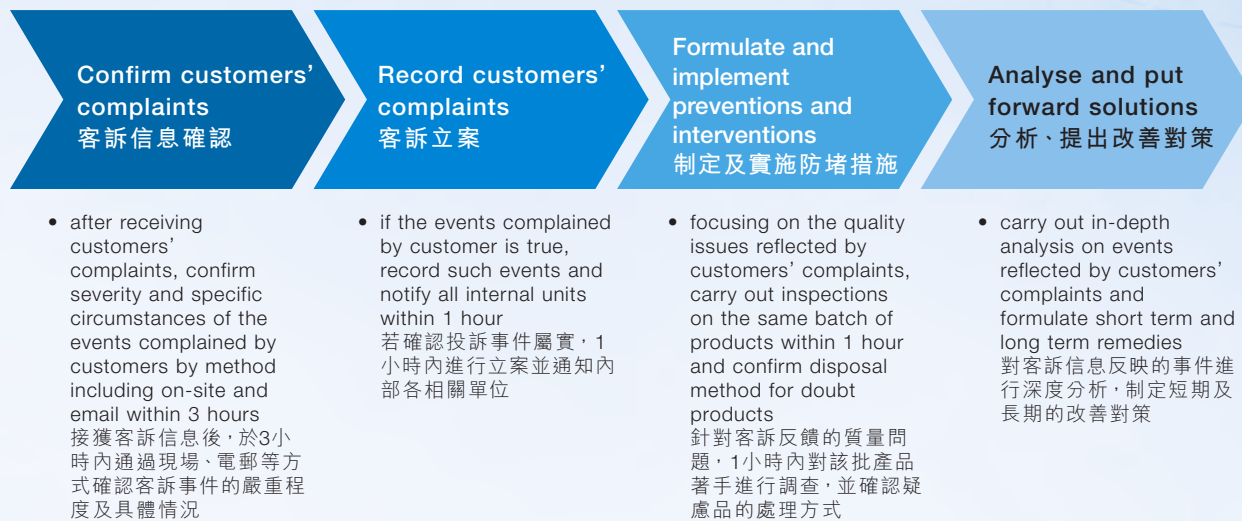 Confirm customers’
complaints
客訴信息確認
Record customers’
complaints
客訴立案
Formulate and
implement
preventions and
interventions
制定及實施防堵措施
Analyse and put
forward solutions
分析、提出改善對策
• after receiving
customers’
complaints, confirm
severity and specific
circumstances of the
events complained by
customers by method
including on-site and
email within 3 hours
接獲客訴信息後，於3小
時內通過現場、電郵等方
式確認客訴事件的嚴重程
度及具體情況
• if the events complained
by customer is true,
record such events and
notify all internal units
within 1 hour
若確認投訴事件屬實，1
小時內進行立案並通知內
部各相關單位
• focusing on the quality
issues reflected by
customers’ complaints,
carry out inspections
on the same batch of
products within 1 hour
and confirm disposal
method for doubt
products
針對客訴反饋的質量問
題，1小時內對該批產品
著手進行調查，並確認疑
慮品的處理方式
• carry out in-depth
analysis on events
reflected by customers’
complaints and
formulate short term and
long term remedies
對客訴信息反映的事件進
行深度分析，制定短期及
長期的改善對策